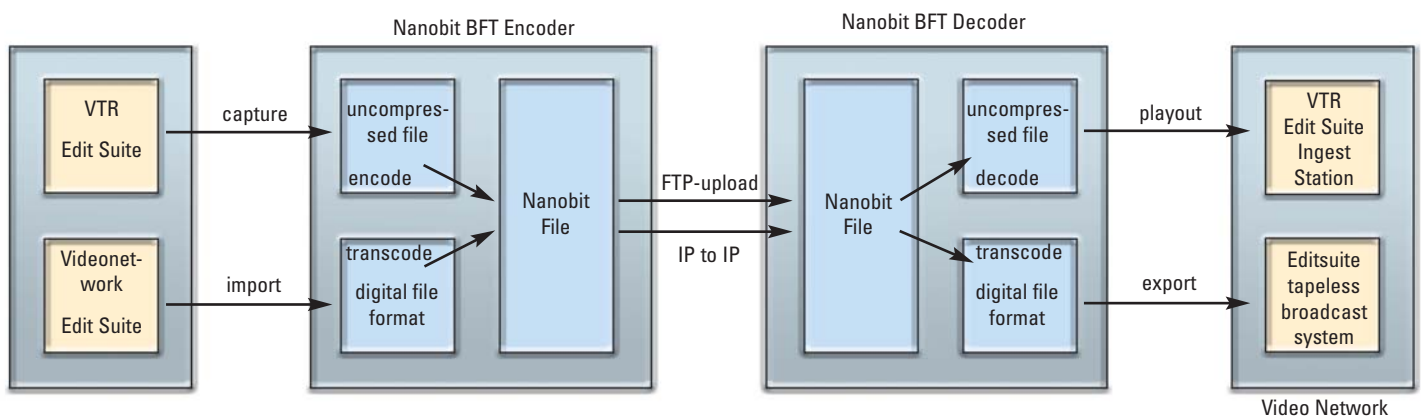 Nanobit BFT Encoder
Nanobit BFT Decoder
VTR
Edit Suite
capture
uncompres-
sed file
encode
Nanobit
File
Videonet-
work
Edit Suite
import
transcode
digital file
format
FTP-upload
IP to IP
Nanobit
File
uncompres-
sed file
decode
transcode
digital file
format
playout
export
VTR
Edit Suite
Ingest
Station
Editsuite
tapeless
broadcast
system
Video Network